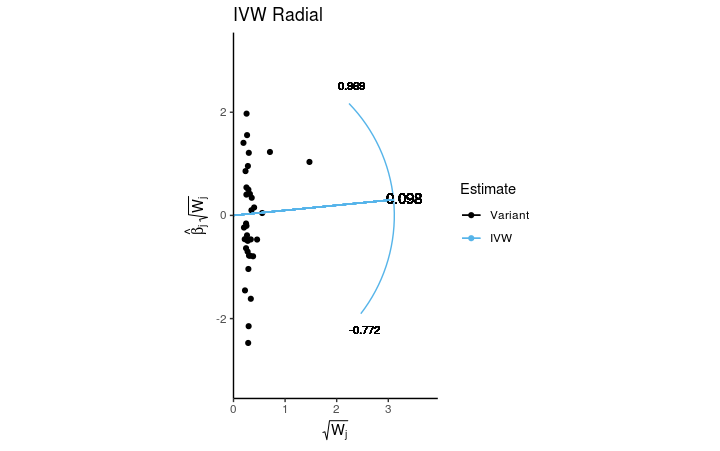 IVW Radial
0.969
2
0.098
0
-2
-0.772
β̂j√Wj
0 1 2 3
√Wj
Estimate
Variant
IVW